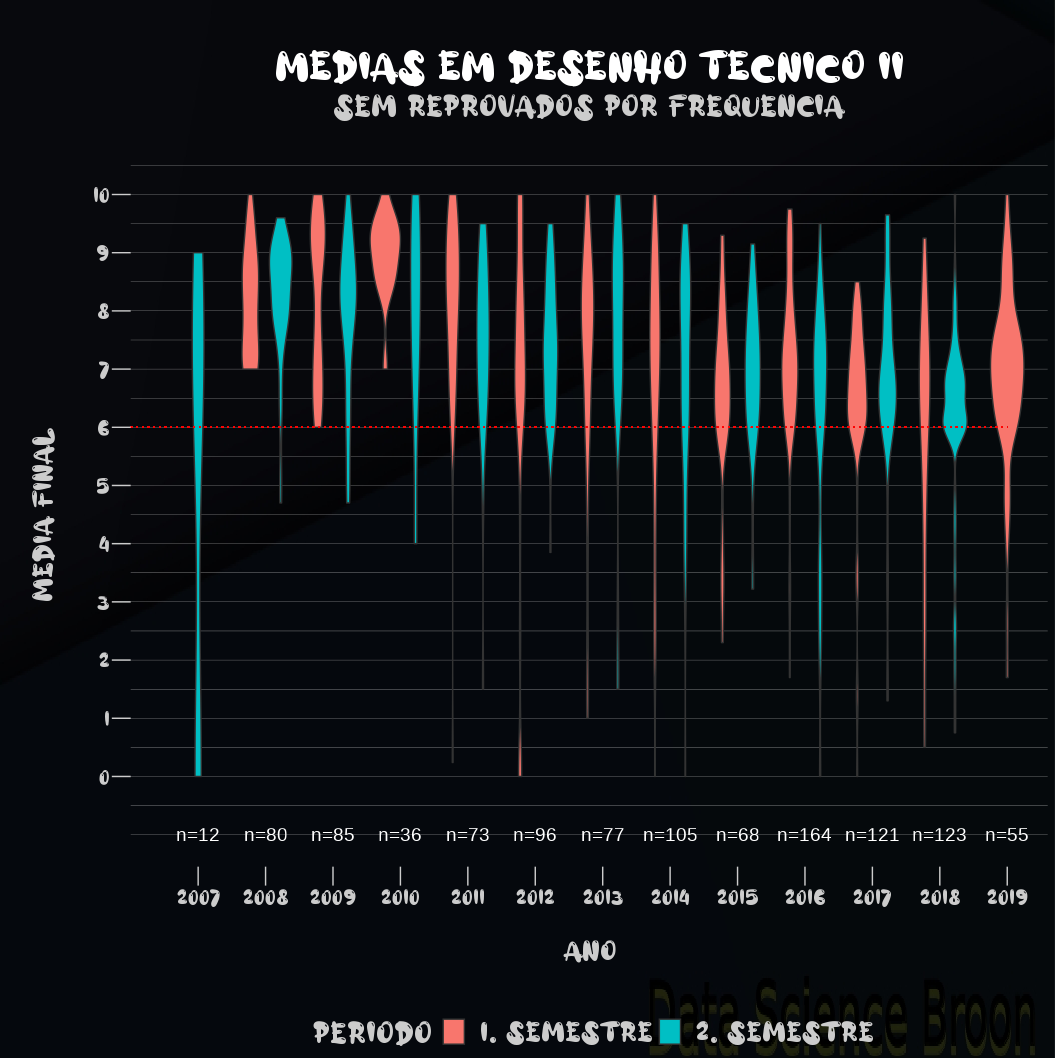 MEDIAS EM DESENHO TECNICO II
SEM REPROVADOS POR FREQUENCIA
10
9
8
7
6
5
4
3
2
1
0
MEDIA FINAL
n=12 n=80 n=85 n=36 n=73 n=96 n=77 n=105 n=68 n=164 n=121 n=123 n=55
2007 2008 2009 2010 2011 2012 2013 2014 2015 2016 2017 2018 2019
ANO
Data Science Broon
PERIODO 1. SEMESTRE 2. SEMESTRE